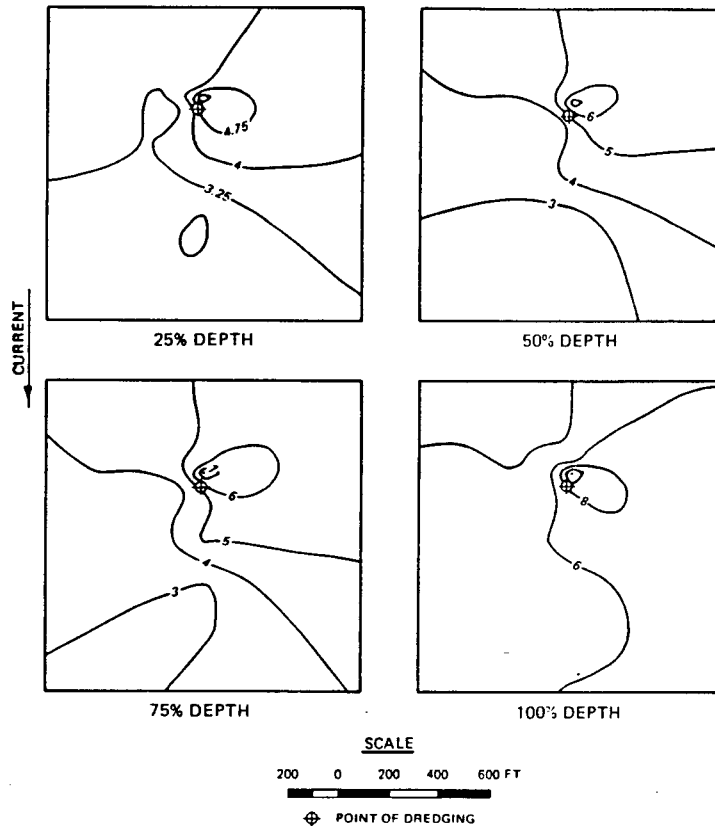 4.75
4
3.25
25% DEPTH
6
5
4
3
50% DEPTH
CURRENT
7
6
5
4
3
75% DEPTH
8
6
100% DEPTH
SCALE
200 0 200 400 600 FT
POINT OF DREDGING